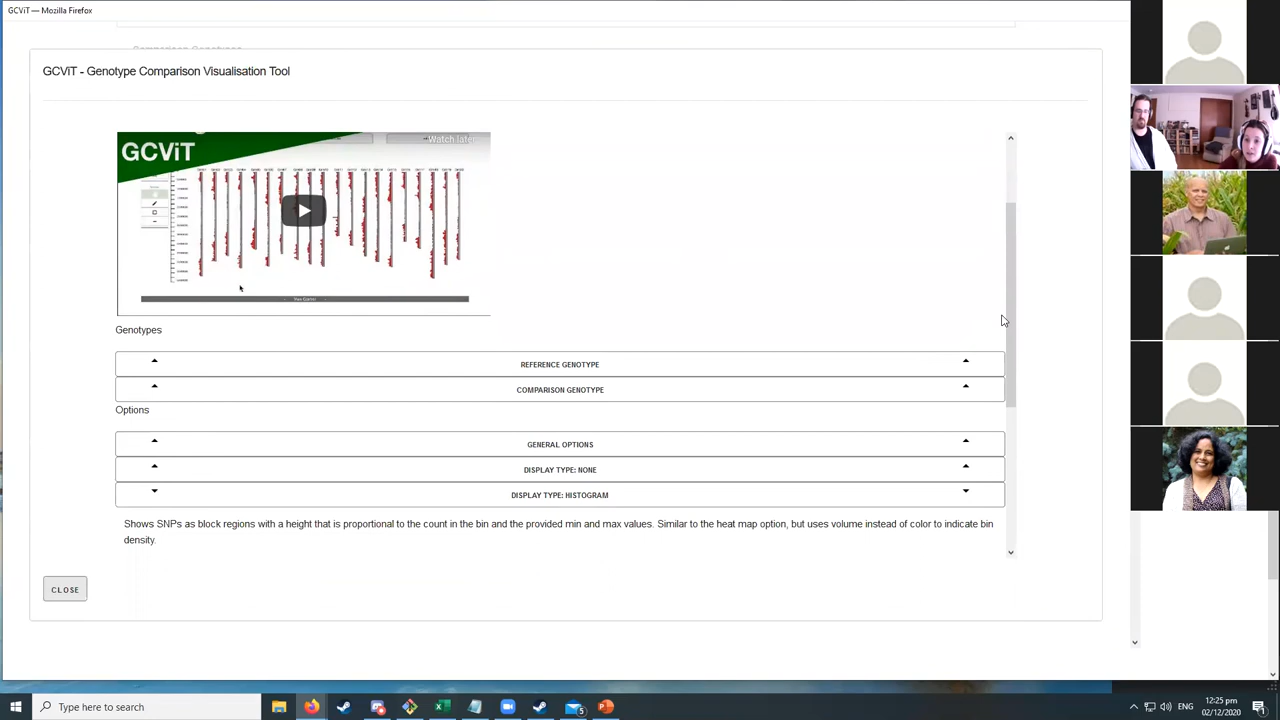 GCViT — Mozilla Firefox
GCViT - Genotype Comparison Visualisation Tool
Watch later
GCViT
Genotypes
REFERENCE GENOTYPE
COMPARISON GENOTYPE
Options
GENERAL OPTIONS
DISPLAY TYPE: NONE
DISPLAY TYPE: HISTOGRAM
Shows SNPs as block regions with a height that is proportional to the count in the bin and the provided min and max values. Similar to the heat map option, but uses volume instead of color to indicate bin
density.
CLOSE
Type here to search
5
ENG
12:25 pm
02/12/2020
1